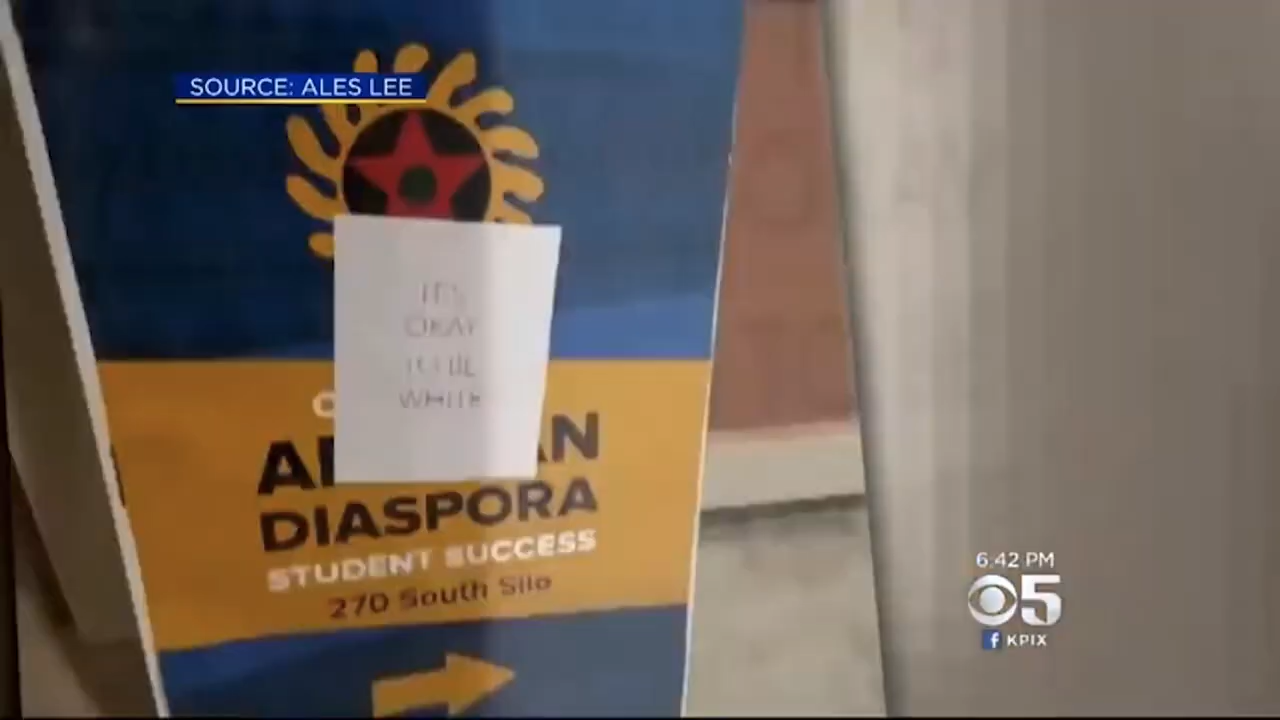 SOURCE: ALES LEE
IT'S
OKAY
TO BE
WHITE
DIASPORA
STUDENT SUCCESS
270 South Silo
6:42 PM
5
f KPIX